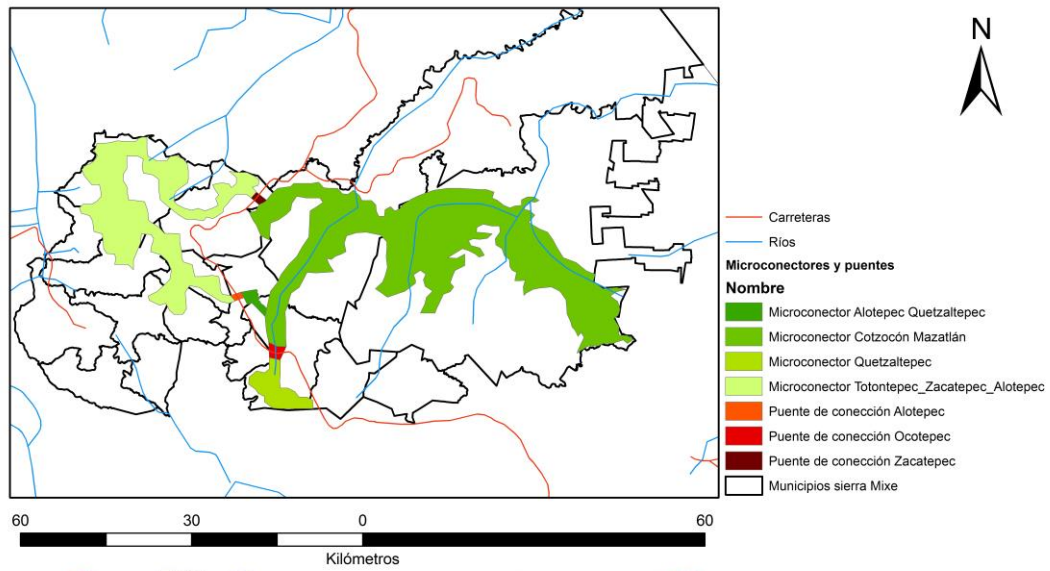 N
Carreteras
Ríos
Microconectores y puentes
Nombre
Microconector Alotepec Quetzaltepec
Microconector Cotzocón Mazatlán
Microconector Quetzaltepec
Microconector Totontepec_Zacatepec_Alotepec
Puente de conección Alotepec
Puente de conección Ocotepec
Puente de conección Zacatepec
Municipios sierra Mixe
60 30 0 60
Kilómetros